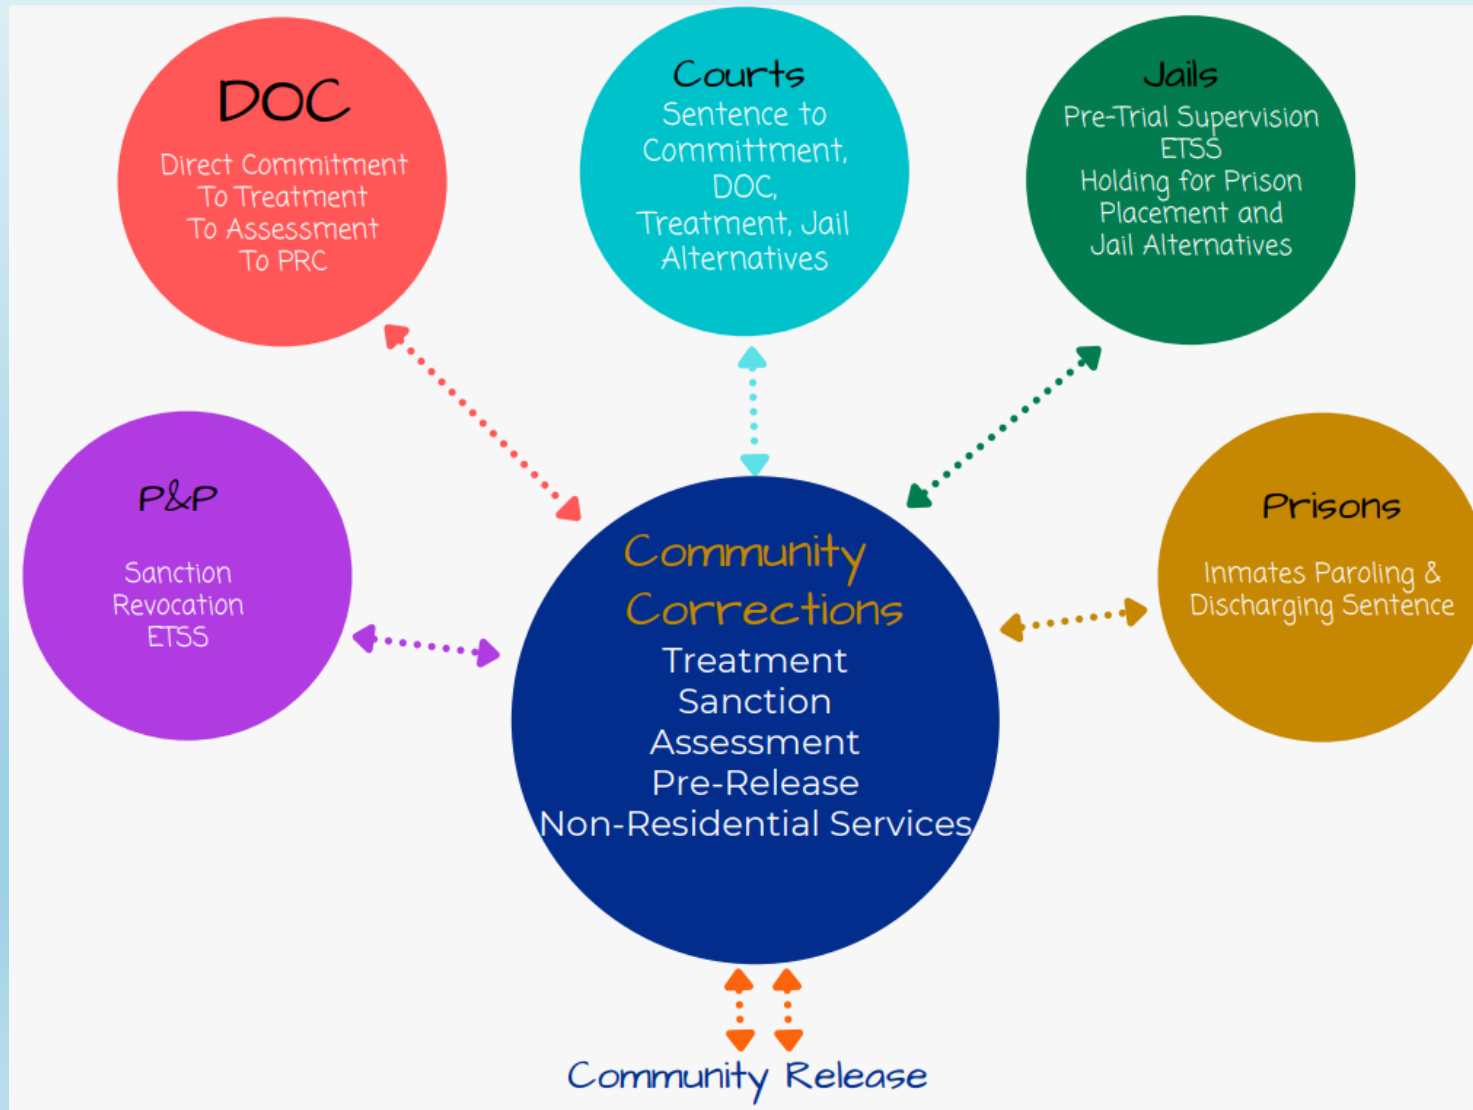 DOC
Direct Commitment
To Treatment
To Assessment
To PRC
Courts
Sentence to
Committment,
DOC,
Treatment, Jail
Alternatives
Jails
Pre-Trial Supervision
ETSS
Holding for Prison
Placement and
Jail Alternatives
P&P
Sanction
Revocation
ETSS
Community
Corrections
Treatment
Sanction
Assessment
Pre-Release
Non-Residential Services
Prisons
Inmates Paroling &
Discharging Sentence
Community Release